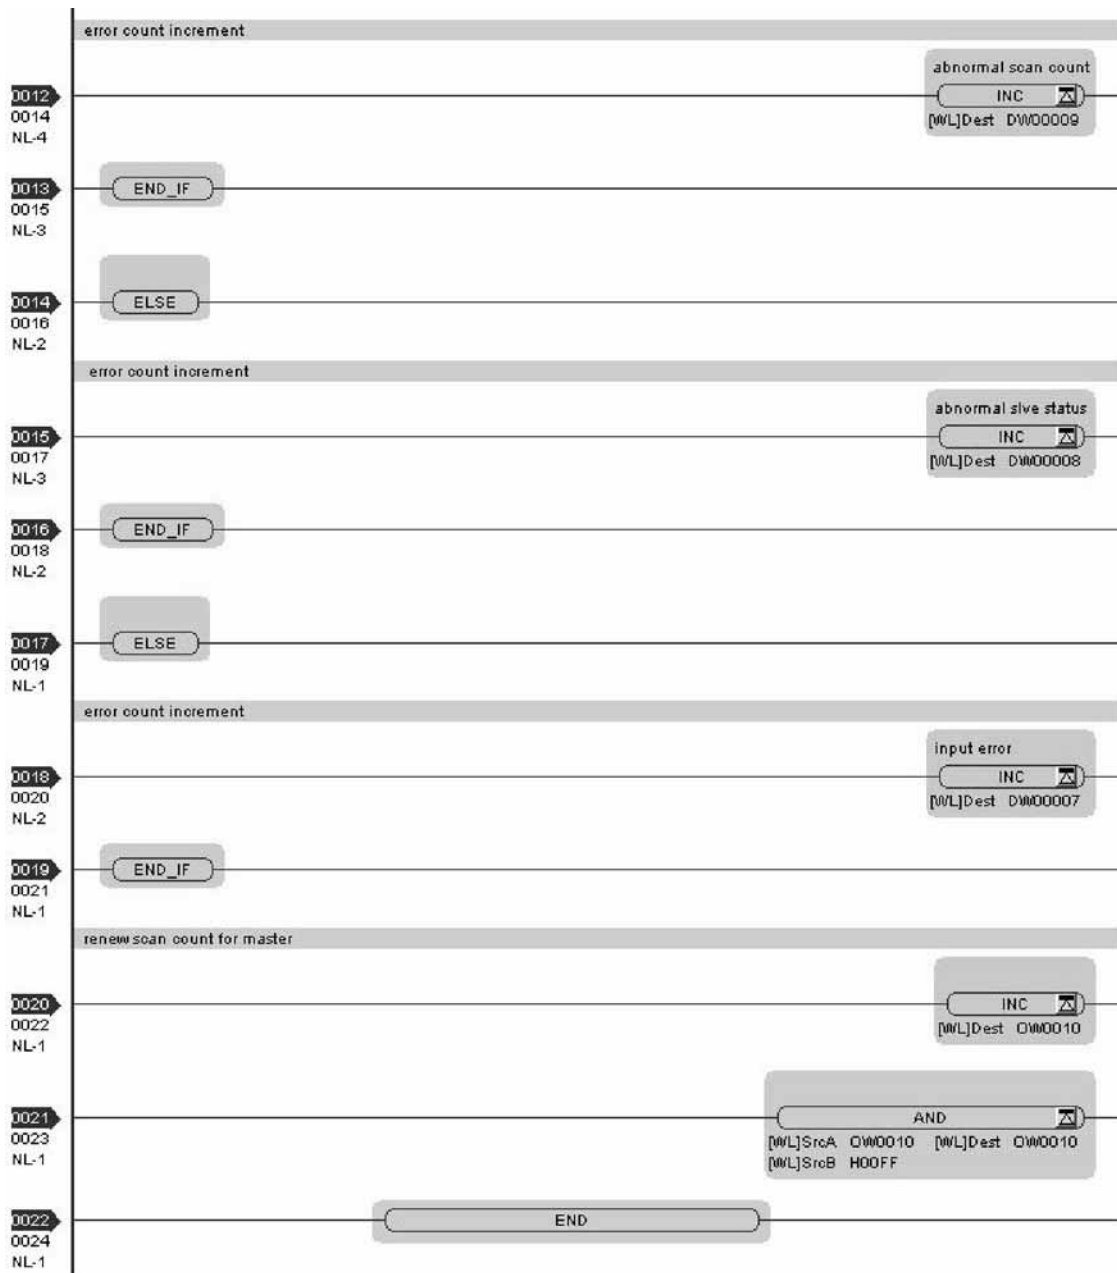 error count increment
abnormal scan count
0012 INC
0014 [WL]Dest DW00009
NL-4
0013 END_IF
0015
NL-3
0014 ELSE
0016
NL-2
error count increment
abnormal slve status
0015 INC
0017 [WL]Dest DW00008
NL-3
0016 END_IF
0018
NL-2
0017 ELSE
0019
NL-1
error count increment
input error
0018 INC
0020 [WL]Dest DW00007
NL-2
0019 END_IF
0021
NL-1
renew scan count for master
0020 INC
0022 [WL]Dest OW0010
NL-1
0021 AND
0023 [WL]SrcA OW0010 [WL]Dest OW0010
NL-1 [WL]SrcB H00FF
0022 END
0024
NL-1